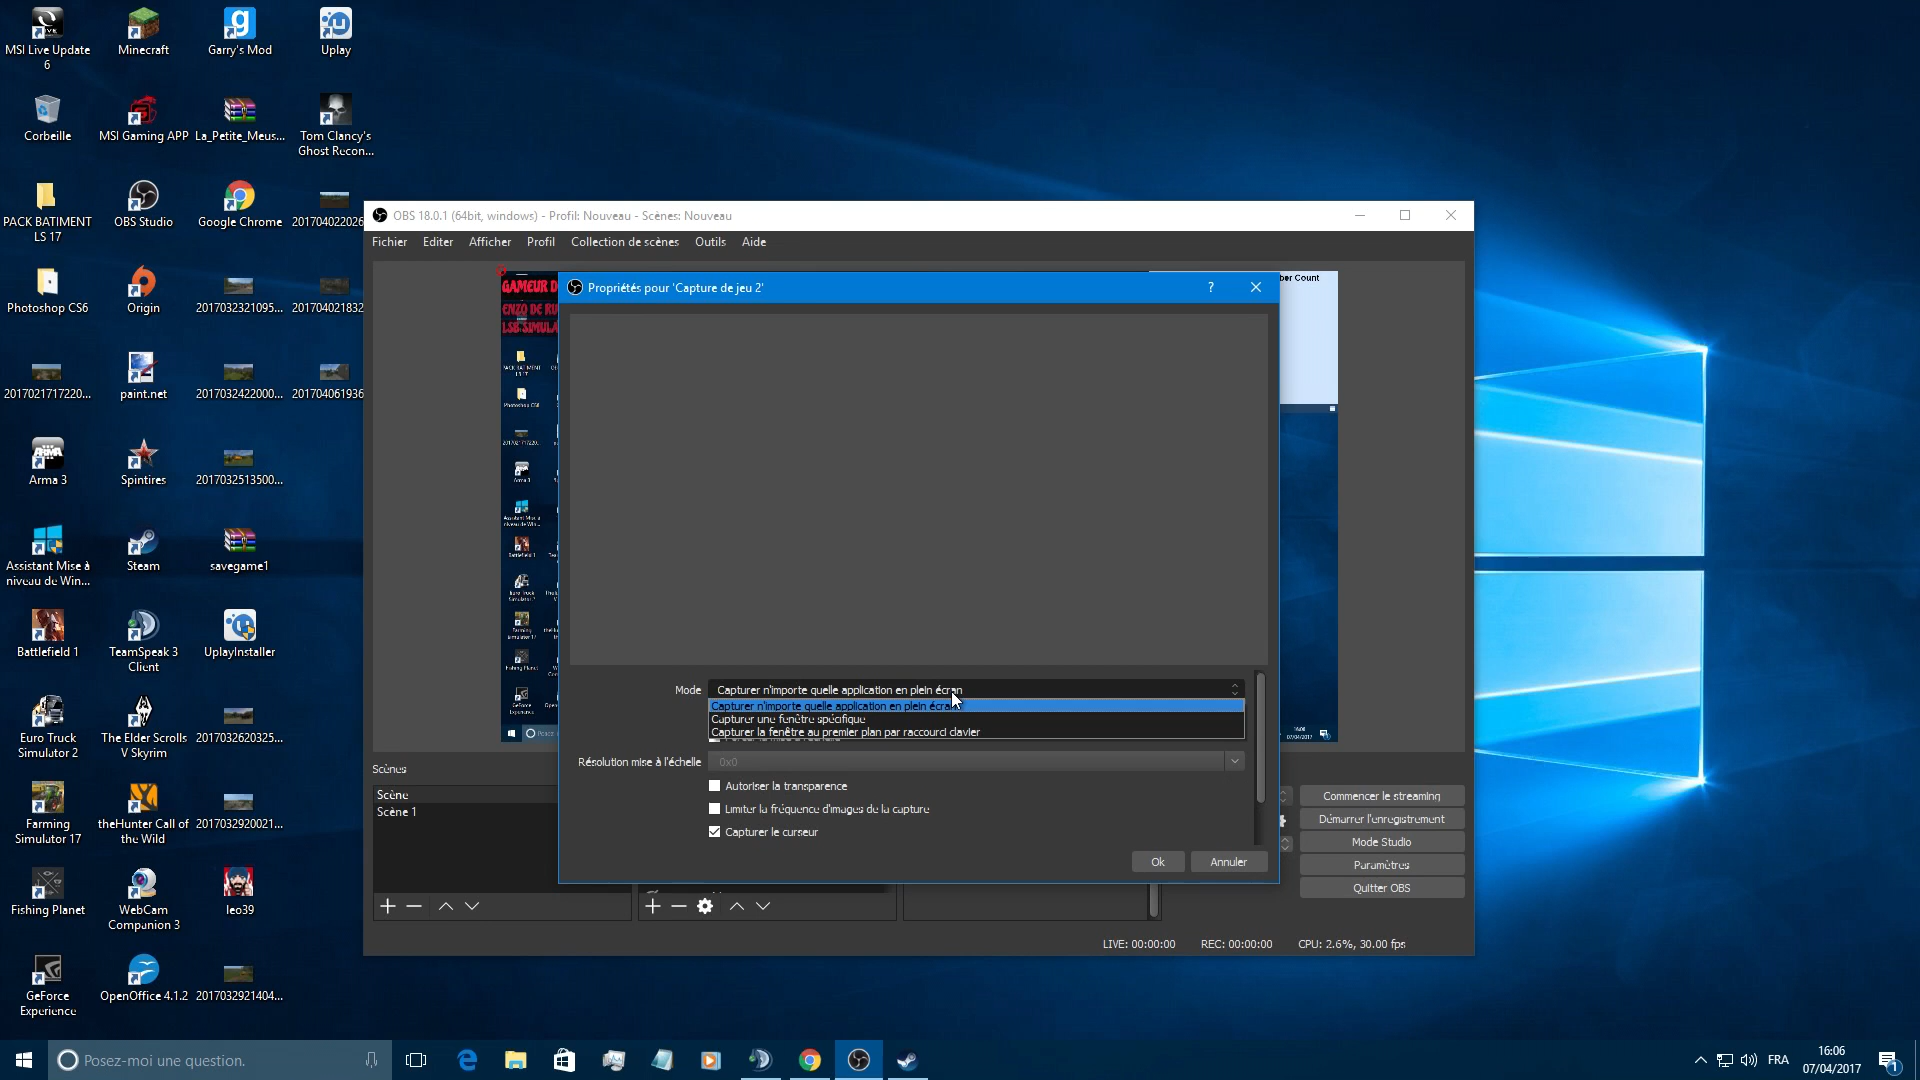 MSI Live Update
6
Minecraft
Garry's Mod
Uplay
Corbeille
MSI Gaming APP
La_Petite_Meus...
Tom Clancy's
Ghost Recon...
PACK BATIMENT
LS 17
OBS Studio
Google Chrome
201704022026
Photoshop CS6
Origin
2017032321095...
201704021832
2017021717220...
paint.net
2017032422000...
201704061936
Arma 3
Spintires
2017032513500...
Assistant Mise à
niveau de Win...
Steam
savegame1
Battlefield 1
TeamSpeak 3
Client
UplayInstaller
Euro Truck
Simulator 2
The Elder Scrolls
V Skyrim
2017032620325...
Farming
Simulator 17
theHunter Call of
the Wild
2017032920021...
Fishing Planet
WebCam
Companion 3
leo39
GeForce
Experience
OpenOffice 4.1.2
2017032921404...
OBS 18.0.1 (64bit, windows) - Profil: Nouveau - Scènes: Nouveau
Fichier
Editer
Afficher
Profil
Collection de scènes
Outils
Aide
GAMEUR D
ENZO DE RU
LSB SIMULA
ber Count
Propriétés pour 'Capture de jeu 2'
?
Mode
Capturer n'importe quelle application en plein écran
Capturer n'importe quelle application en plein écran
Capturer une fenêtre spécifique
Capturer la fenêtre au premier plan par raccourci clavier
Résolution mise à l'échelle
0x0
Autoriser la transparence
Limiter la fréquence d'images de la capture
Capturer le curseur
Ok
Annuler
Scènes
Scène
Scène 1
Commencer le streaming
Démarrer l'enregistrement
Mode Studio
Paramètres
Quitter OBS
LIVE: 00:00:00
REC: 00:00:00
CPU: 2.6%, 30.00 fps
Posez-moi une question.
FRA
16:06
07/04/2017
1